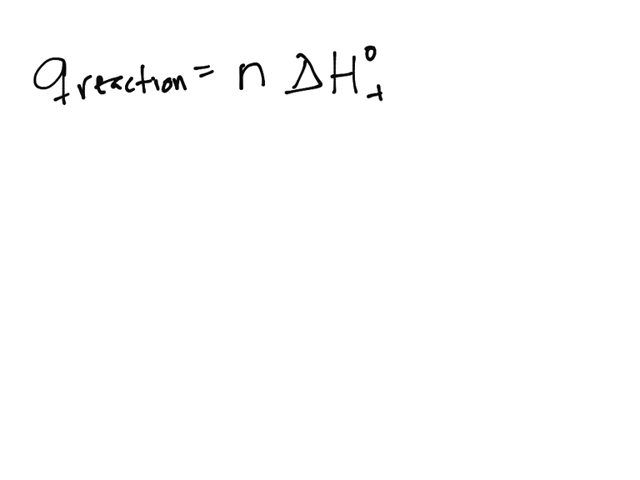 q reaction = n ΔH°f